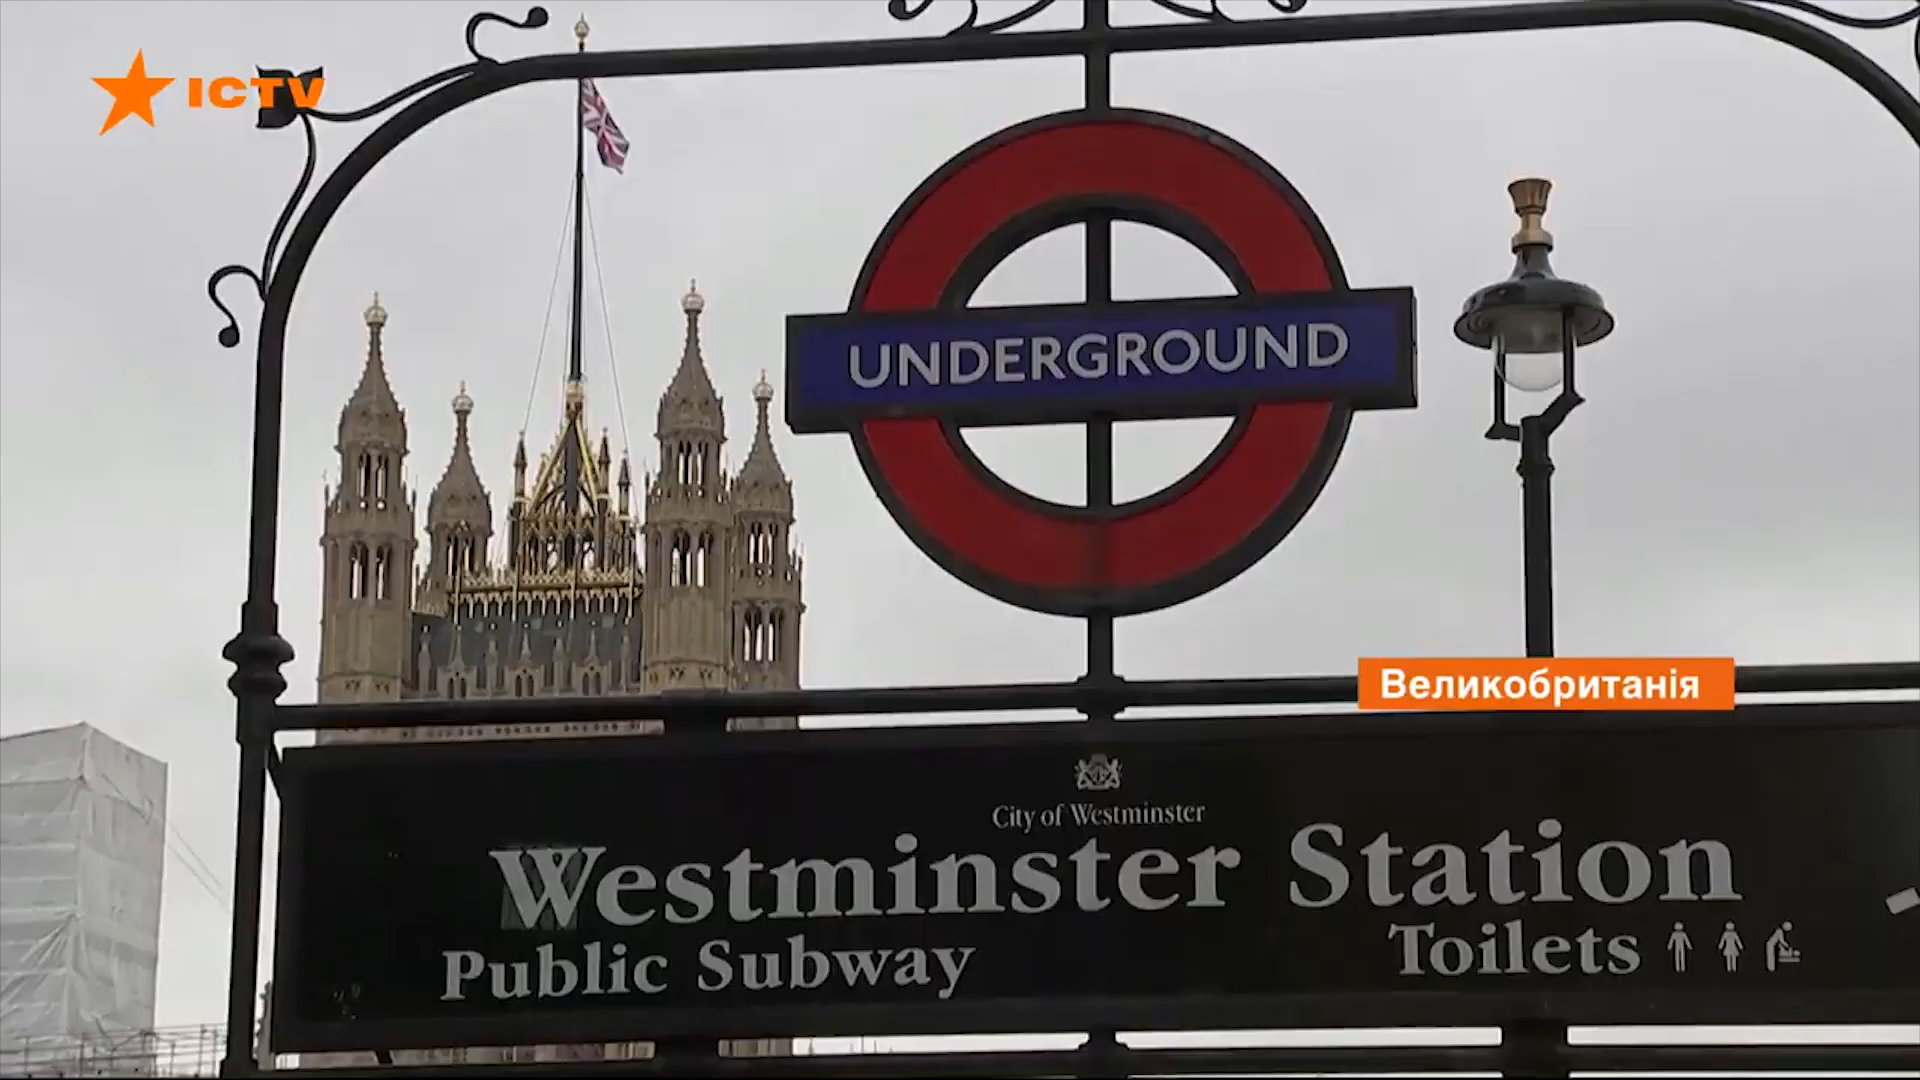 ICTV
UNDERGROUND
Великобританія
City of Westminster
Westminster Station
Public Subway
Toilets